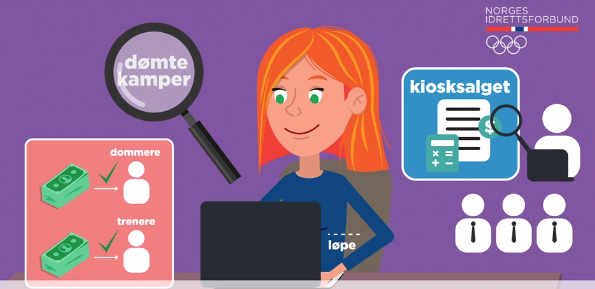 NORGES
IDRETTSFORBUND
dømte
kamper
kiosksalget
$
dommere
trenere
løpe